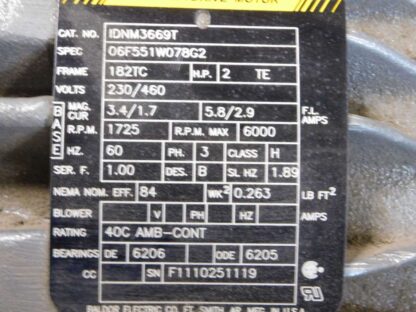 DRIVE MOTOR
CAT. NO. IDNM3669T
SPEC 06F551W078G2
FRAME 182TC H.P. 2 TE
VOLTS 230/460
MAG. CUR 3.4/1.7 5.8/2.9 F.L. AMPS
BASE R.P.M. 1725 R.P.M. MAX 6000
HZ. 60 PH. 3 CLASS H
SER. F. 1.00 DES. B SL HZ 1.89
NEMA NOM. EFF. 84 WK² 0.263 LB FT²
BLOWER V PH HZ AMPS
RATING 40C AMB-CONT
BEARINGS DE 6206 ODE 6205
CC SN F1110251119
BALDOR ELECTRIC CO. FT. SMITH, AR. MFG. IN U.S.A.